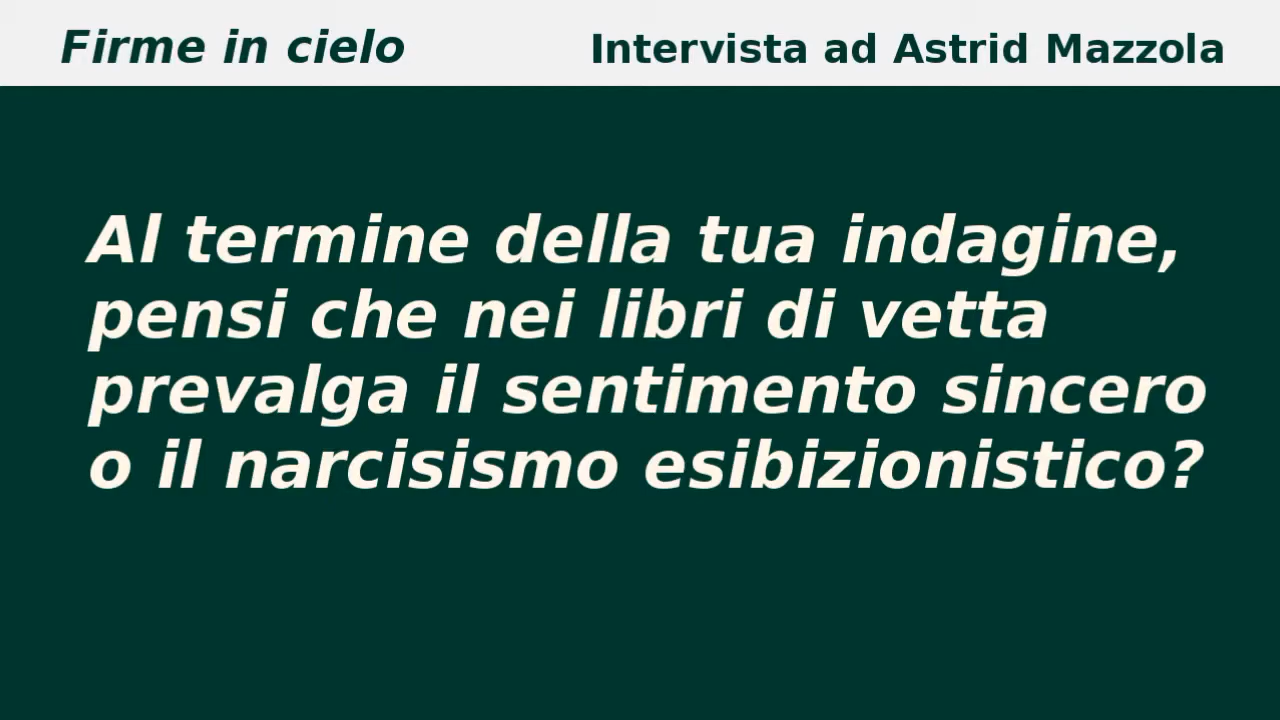 Firme in cielo
Intervista ad Astrid Mazzola
Al termine della tua indagine,
pensi che nei libri di vetta
prevalga il sentimento sincero
o il narcisismo esibizionistico?